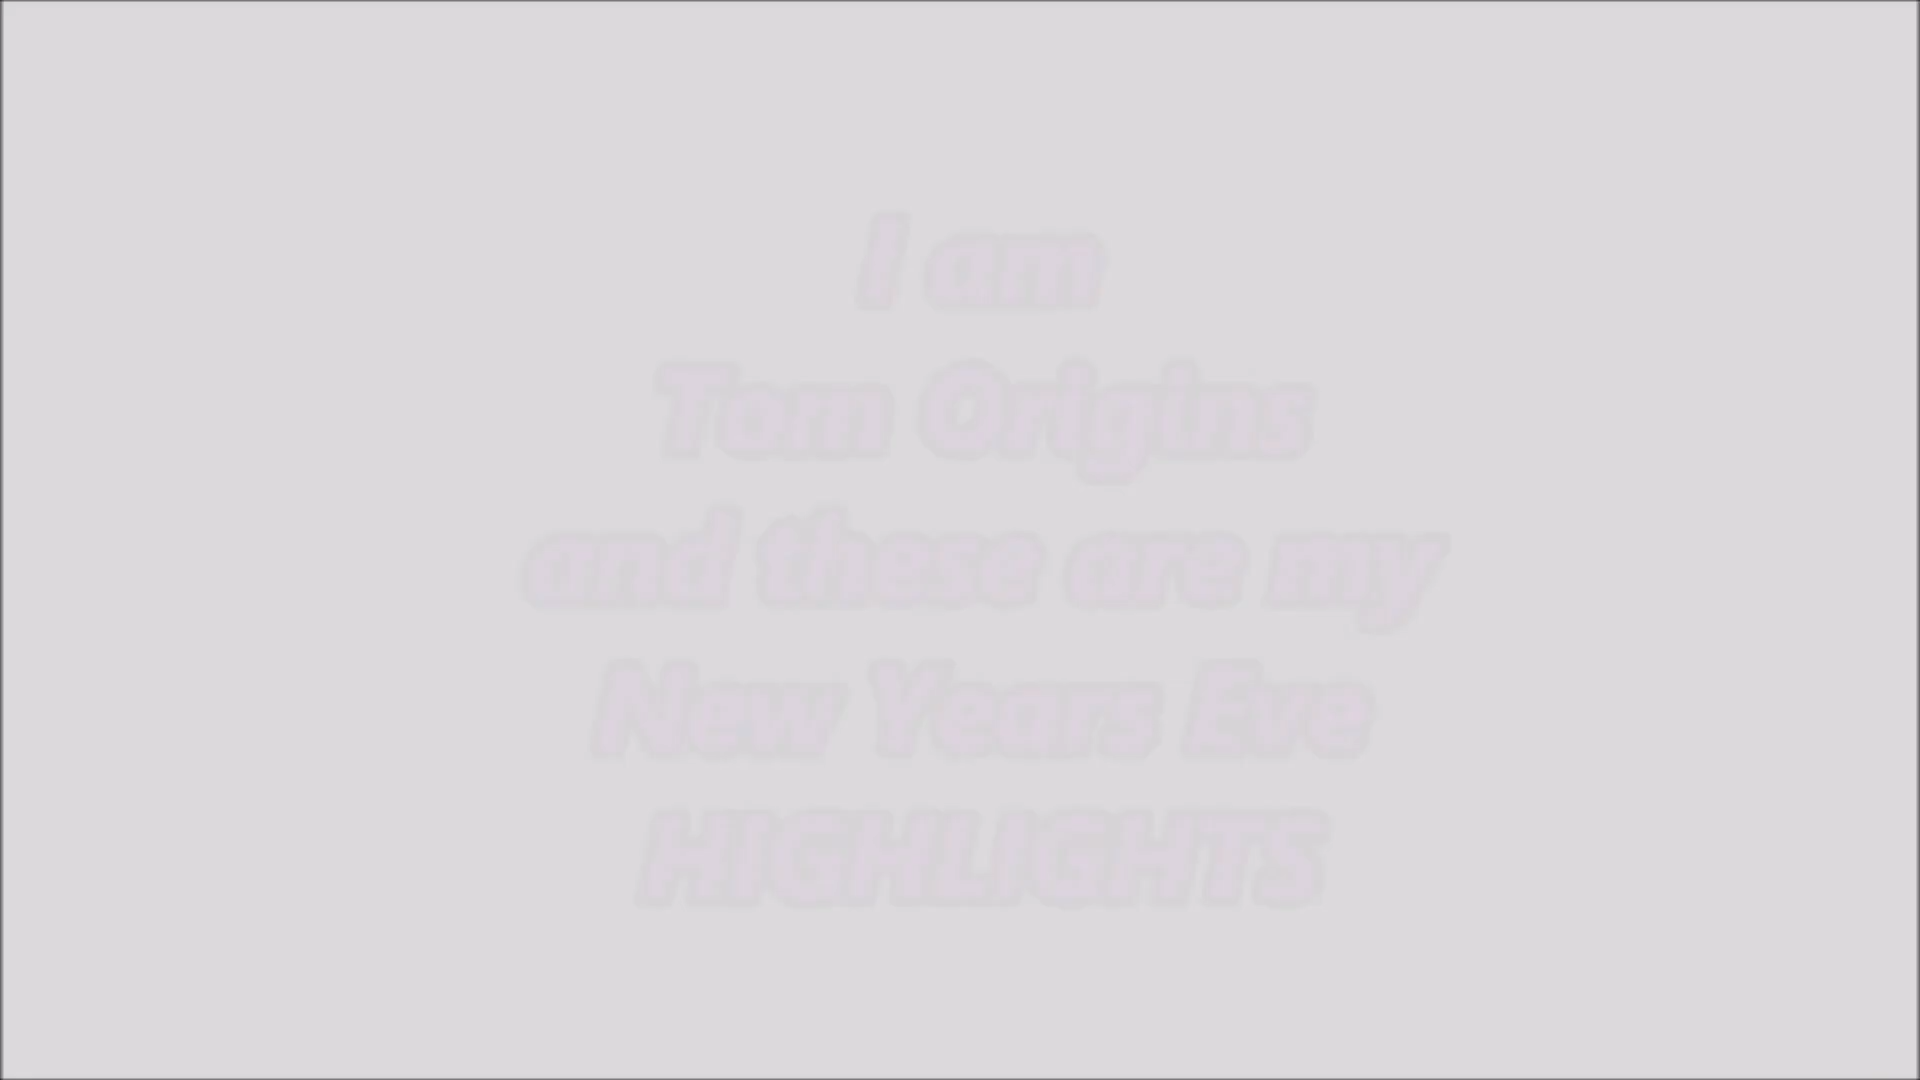 I am
Tom Origins
and these are my
New Years Eve
HIGHLIGHTS